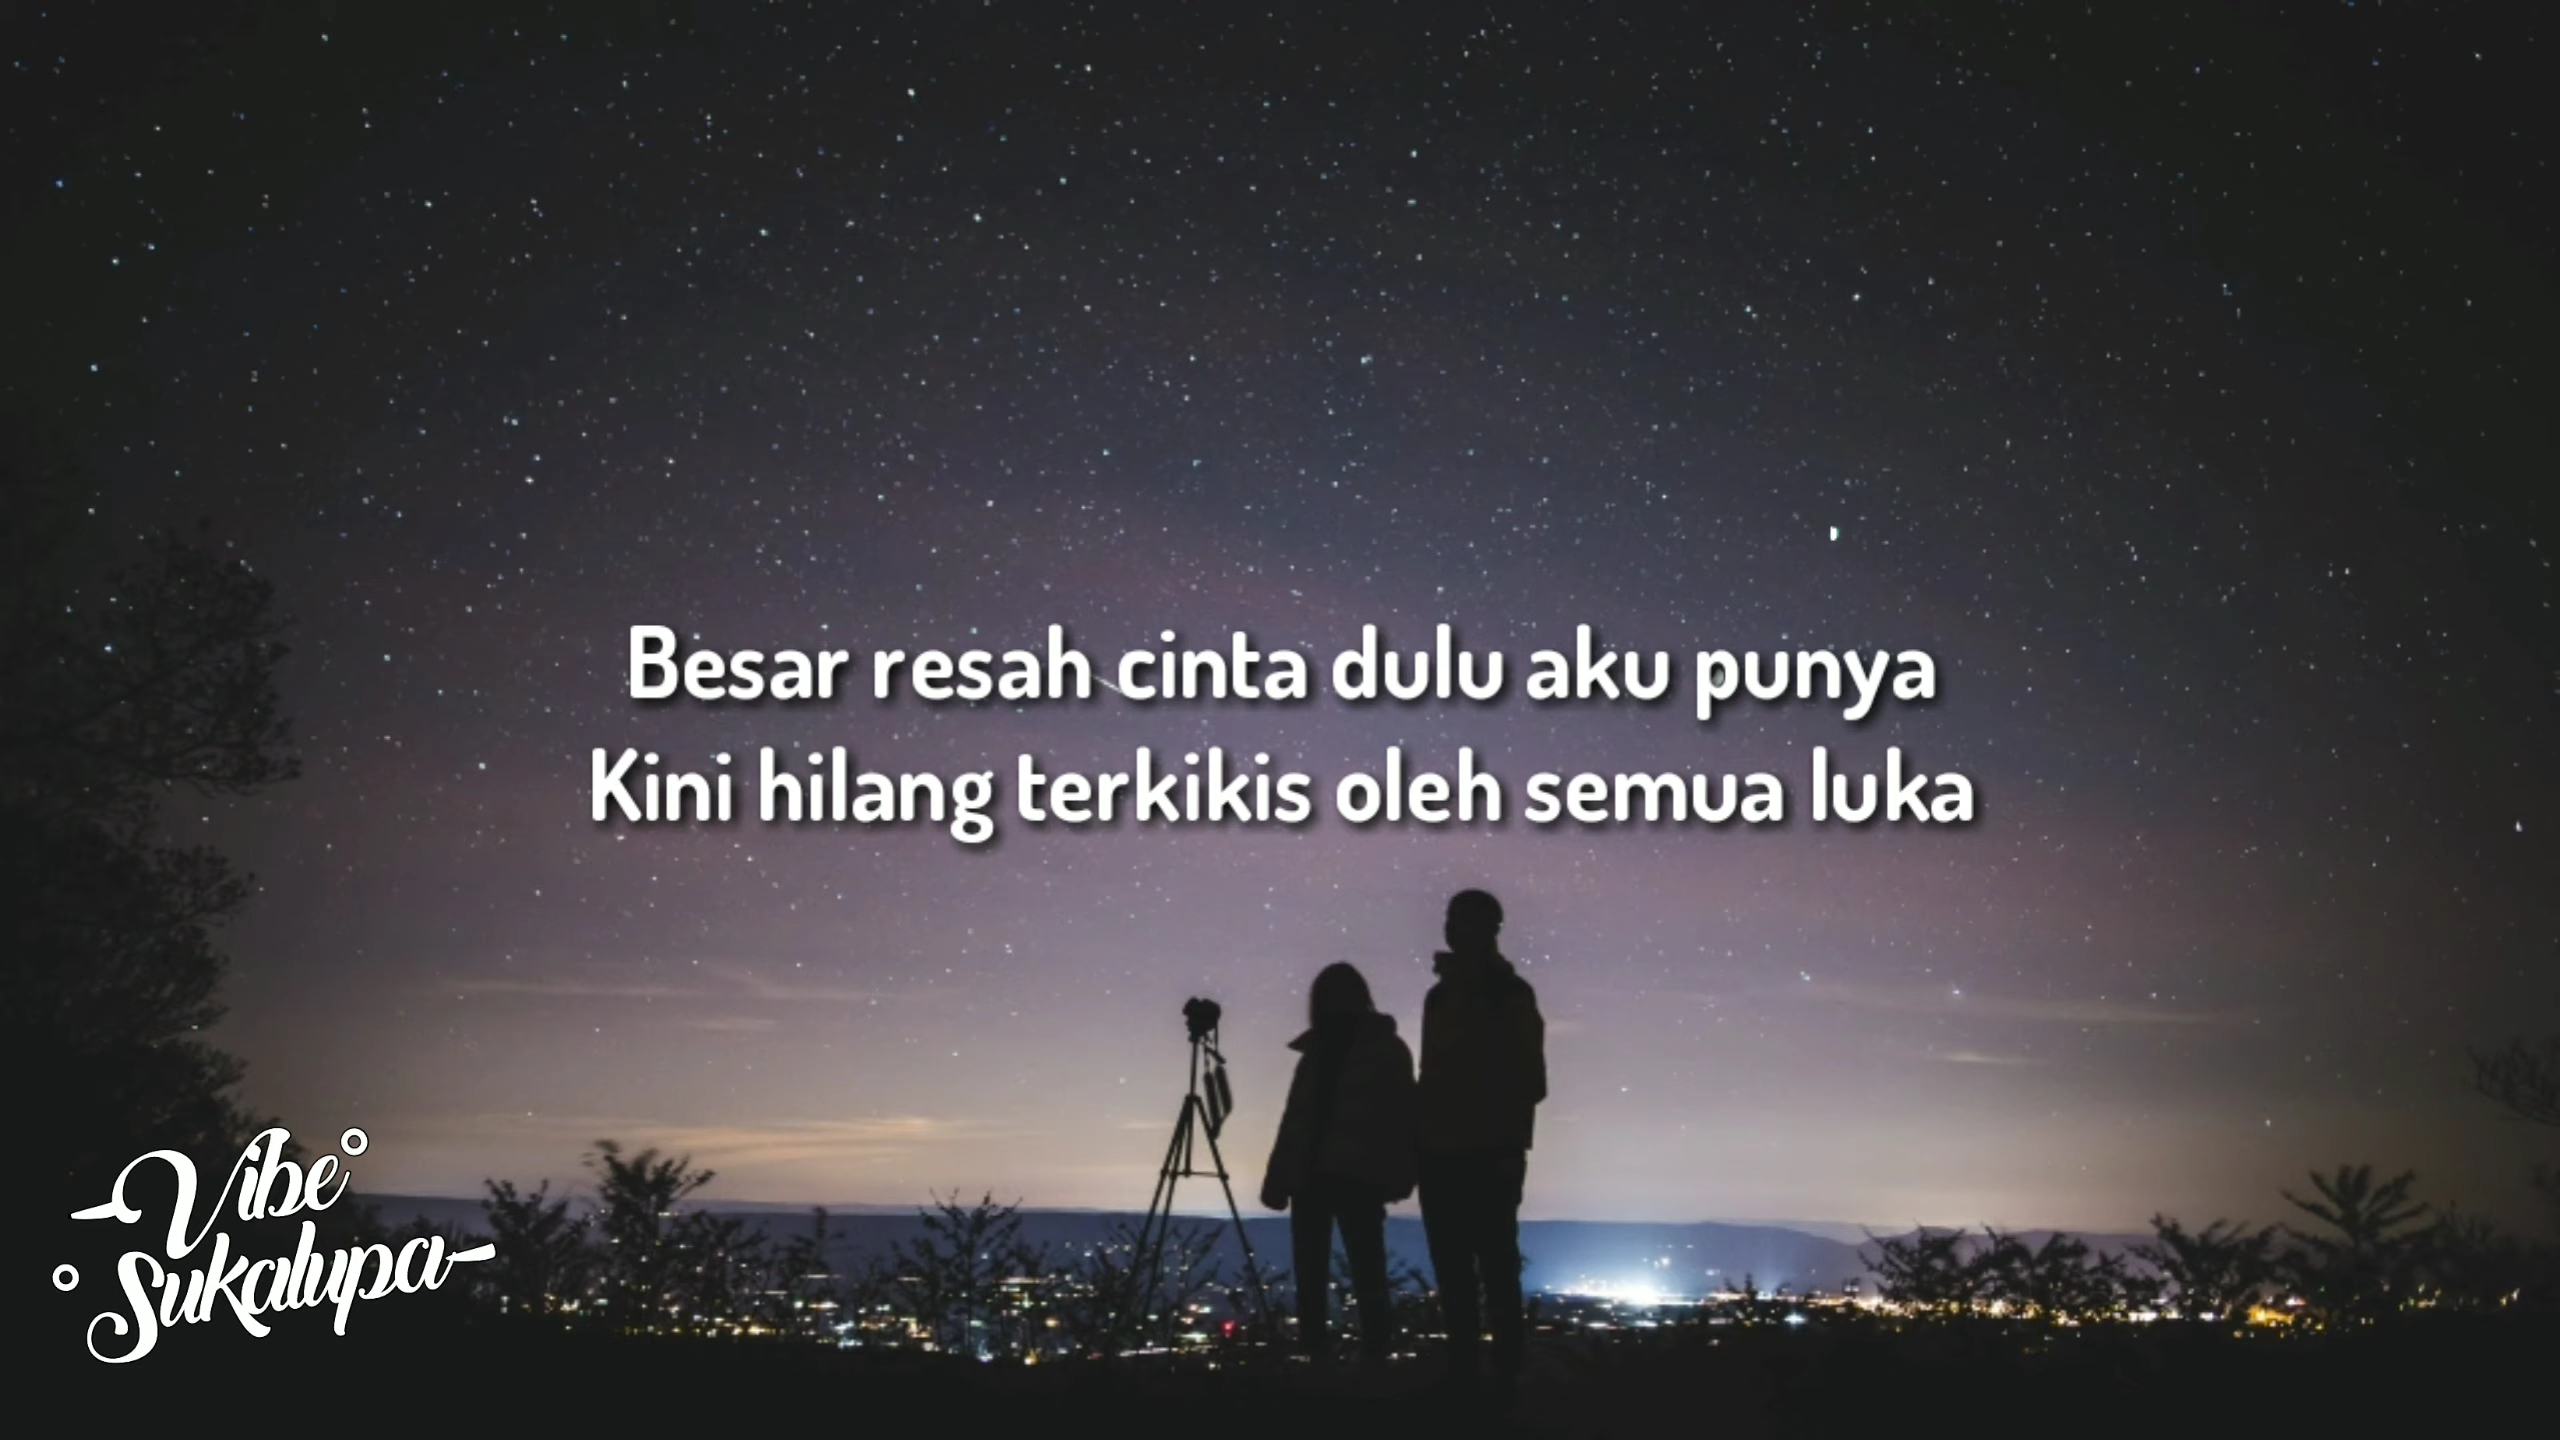 Besar resah cinta dulu aku punya
Kini hilang terkikis oleh semua luka
Vibe
Sukalupa